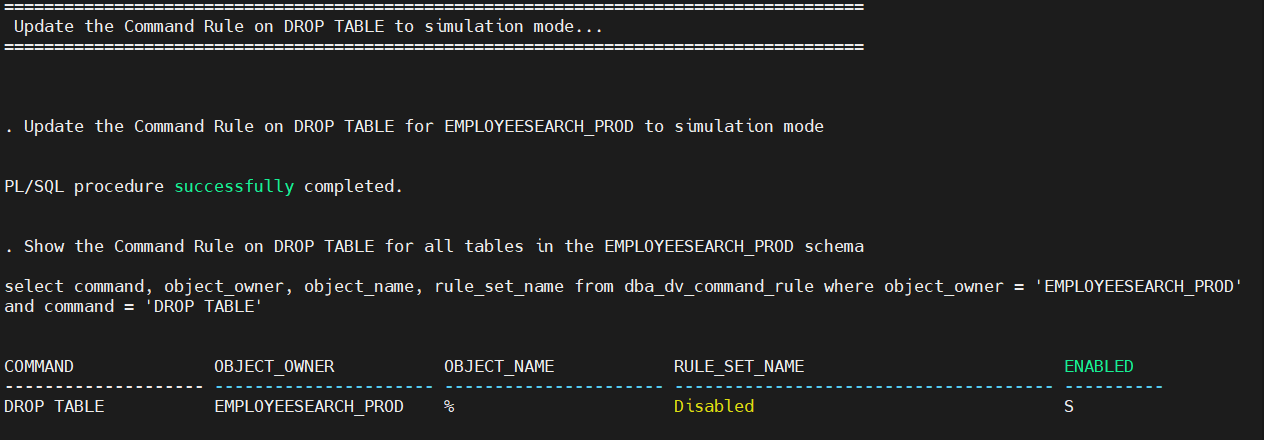 ======================================================================================
Update the Command Rule on DROP TABLE to simulation mode...
======================================================================================
. Update the Command Rule on DROP TABLE for EMPLOYEESEARCH_PROD to simulation mode
PL/SQL procedure successfully completed.
. Show the Command Rule on DROP TABLE for all tables in the EMPLOYEESEARCH_PROD schema
select command, object_owner, object_name, rule_set_name from dba_dv_command_rule where object_owner = 'EMPLOYEESEARCH_PROD'
and command = 'DROP TABLE'
COMMAND              OBJECT_OWNER           OBJECT_NAME            RULE_SET_NAME                          ENABLED
-------------------- ---------------------- ---------------------- -------------------------------------- ----------
DROP TABLE           EMPLOYEESEARCH_PROD    %                      Disabled                               S